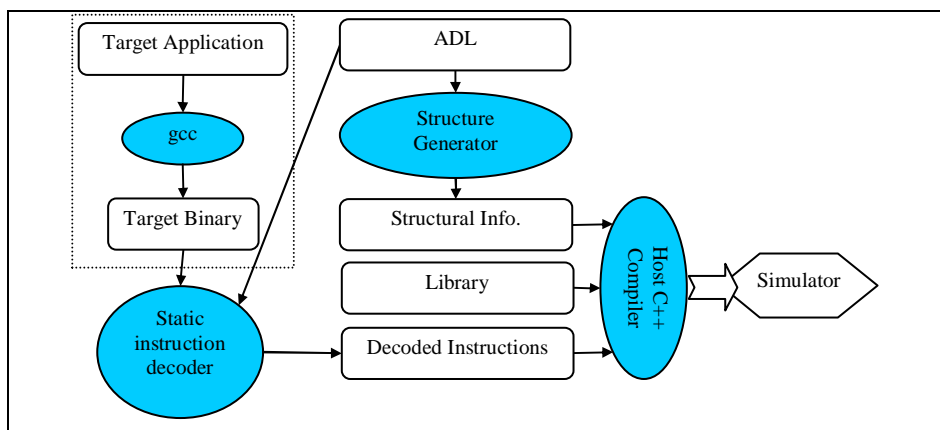 Target Application
ADL
gcc
Structure
Generator
Target Binary
Structural Info.
Host C++
Compiler
Library
Simulator
Static
instruction
decoder
Decoded Instructions